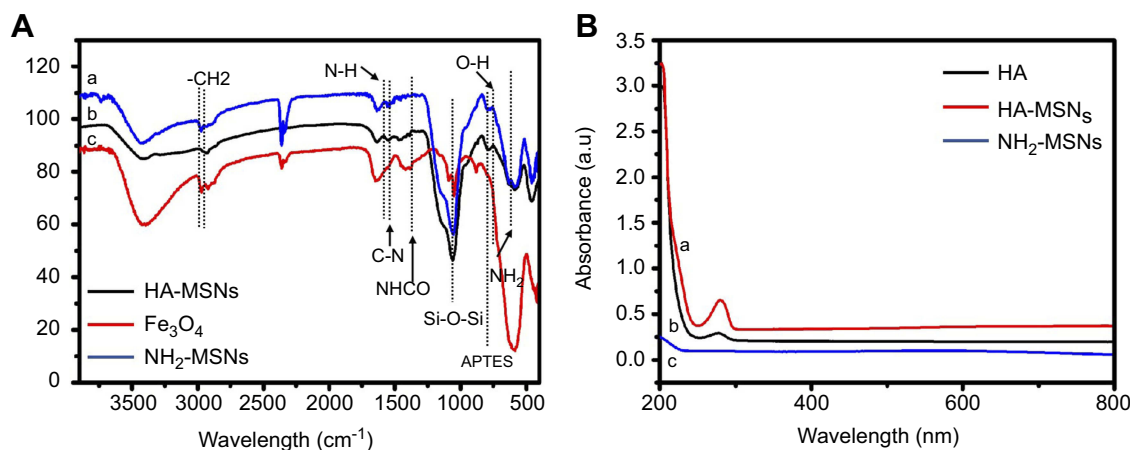 A
120
100
80
60
40
20
0
a
b
c
-CH2
N-H
O-H
C-N
NHCO
Si-O-Si
NH2
APTES
HA-MSNs
Fe3O4
NH2-MSNs
3500 3000 2500 2000 1500 1000 500
Wavelength (cm-1)
B
Absorbance (a.u)
3.5
3.0
2.5
2.0
1.5
1.0
0.5
0.0
HA
HA-MSNs
NH2-MSNs
a
b
c
200 400 600 800
Wavelength (nm)